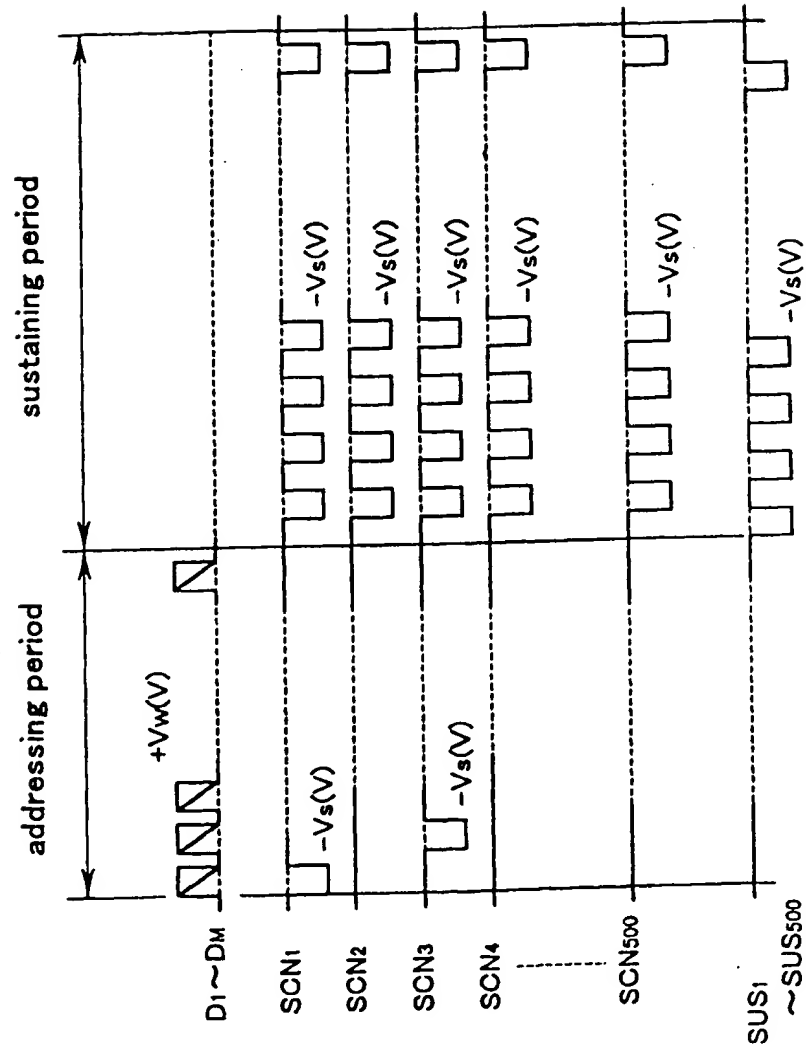 addressing period
sustaining period
D1~DM
+Vw(V)
SCN1
-Vs(V)
-Vs(V)
SCN2
-Vs(V)
SCN3
-Vs(V)
-Vs(V)
SCN4
-Vs(V)
SCN500
-Vs(V)
SUS1
~SUS500
-Vs(V)